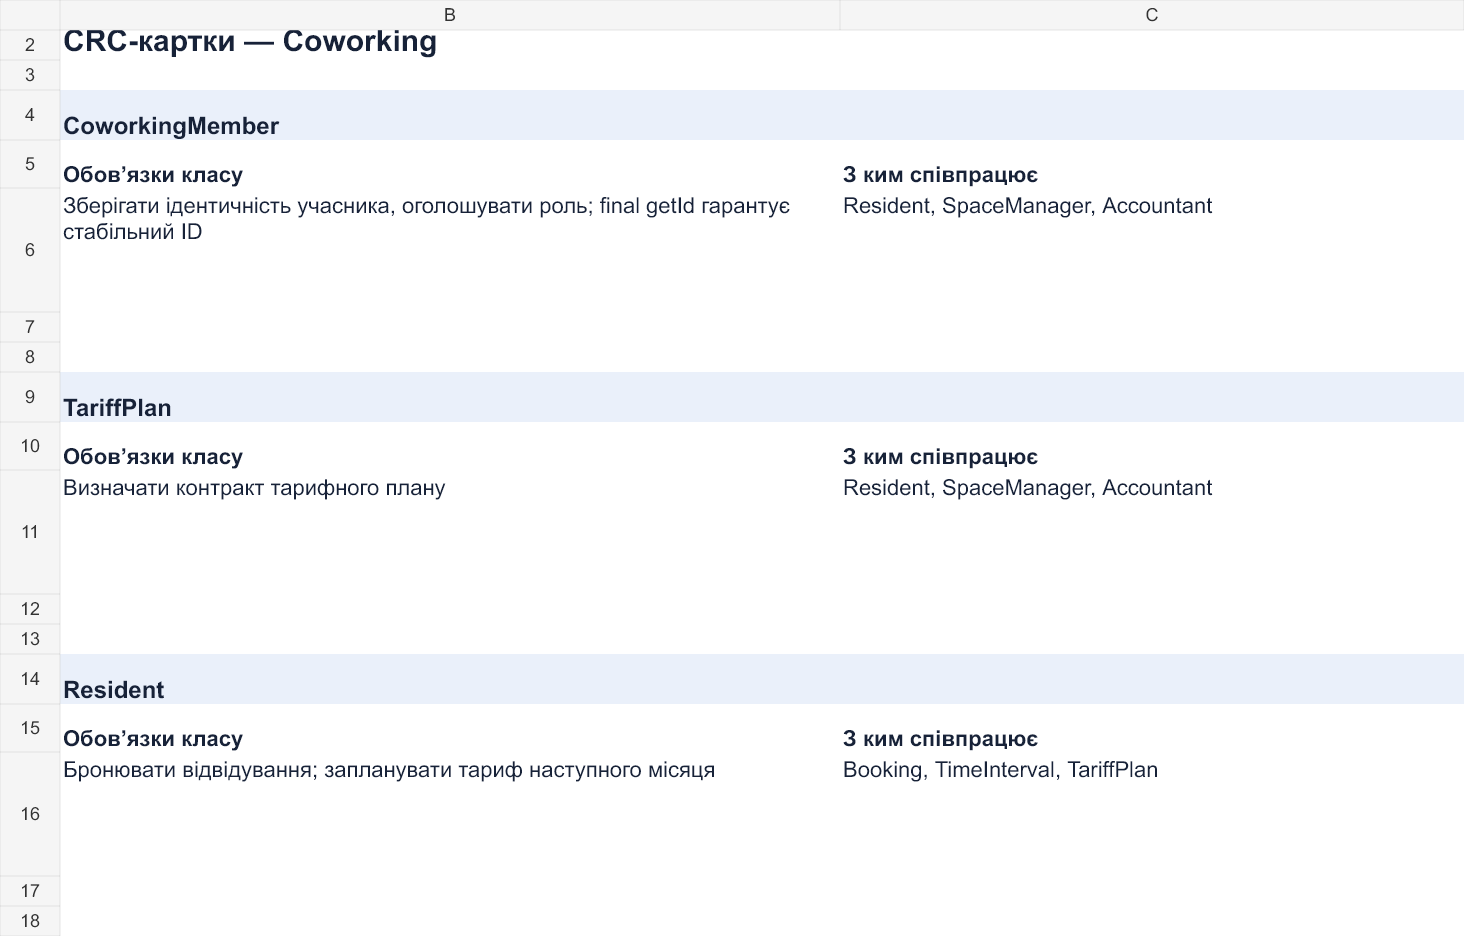 B
C
2
CRC-картки — Coworking
3
4
CoworkingMember
5
Обов’язки класу
З ким співпрацює
6
Зберігати ідентичність учасника, оголошувати роль; final getId гарантує
стабільний ID
Resident, SpaceManager, Accountant
7
8
9
TariffPlan
10
Обов’язки класу
З ким співпрацює
11
Визначати контракт тарифного плану
Resident, SpaceManager, Accountant
12
13
14
Resident
15
Обов’язки класу
З ким співпрацює
16
Бронювати відвідування; запланувати тариф наступного місяця
Booking, TimeInterval, TariffPlan
17
18